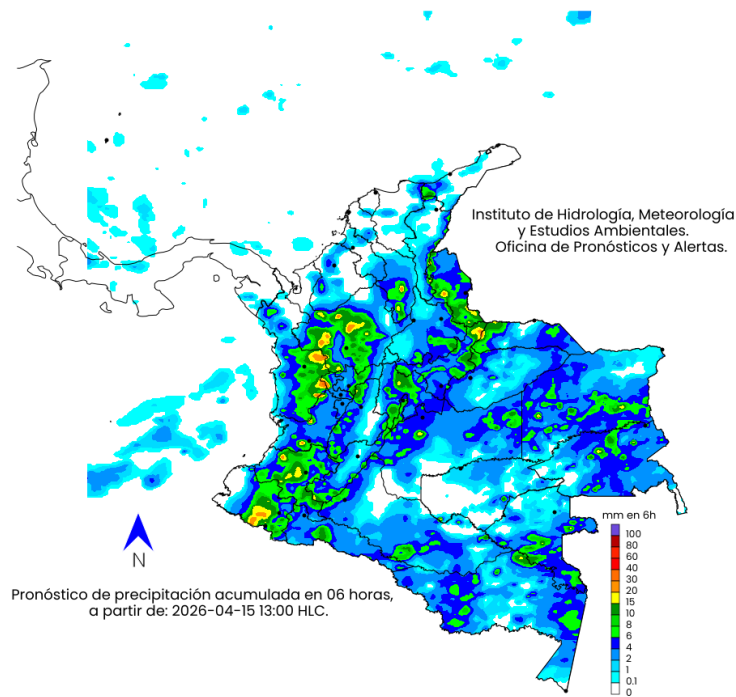 Instituto de Hidrología, Meteorología
y Estudios Ambientales.
Oficina de Pronósticos y Alertas.
N
Pronóstico de precipitación acumulada en 06 horas,
a partir de: 2026-04-15 13:00 HLC.
mm en 6h
100
80
60
40
30
20
15
10
8
6
4
2
1
0.1
0